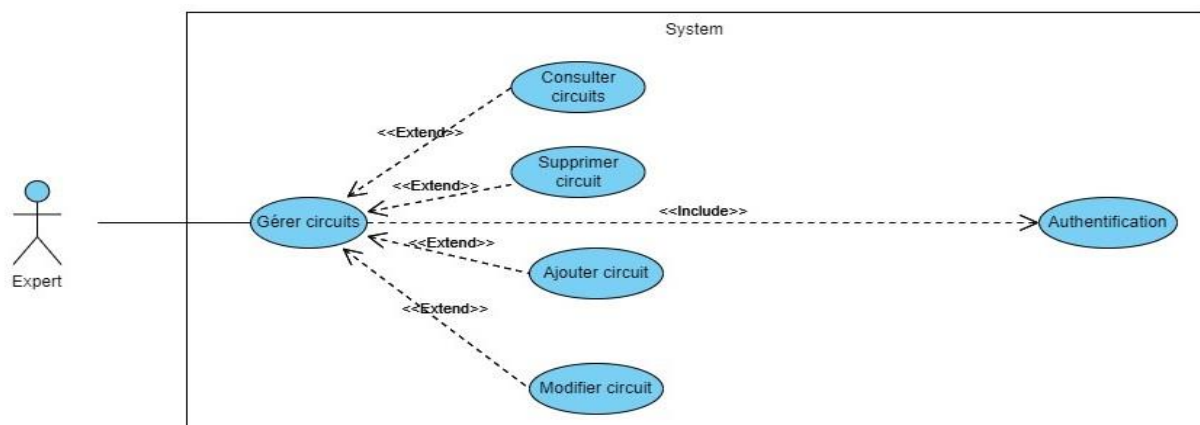 System
Consulter
circuits
<<Extend>>
Supprimer
circuit
<<Extend>>
Gérer circuits
<<Include>>
Authentification
<<Extend>>
Ajouter circuit
Expert
<<Extend>>
Modifier circuit